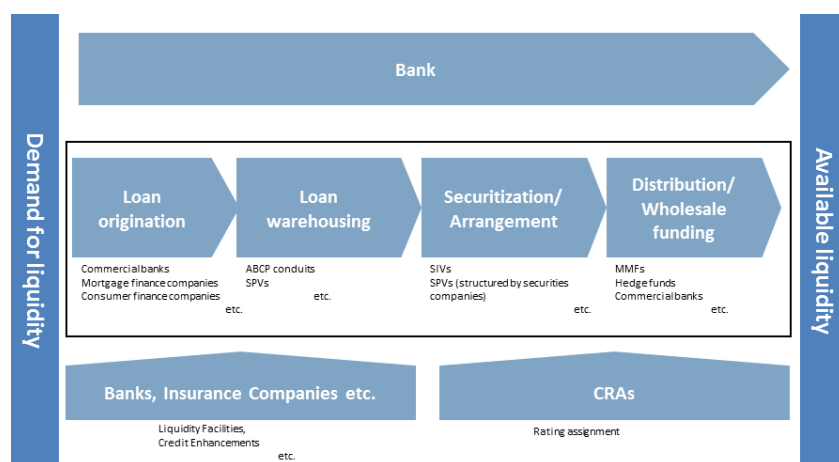 Demand for liquidity
Bank
Available liquidity
Loan
origination
Loan
warehousing
Securitization/
Arrangement
Distribution/
Wholesale
funding
Commercial banks
Mortgage finance companies
Consumer finance companies
etc.
ABCP conduits
SPVs
etc.
SIVs
SPVs (structured by securities
companies)
etc.
MMFs
Hedge funds
Commercial banks
etc.
Banks, Insurance Companies etc.
CRAs
Liquidity Facilities,
Credit Enhancements
etc.
Rating assignment